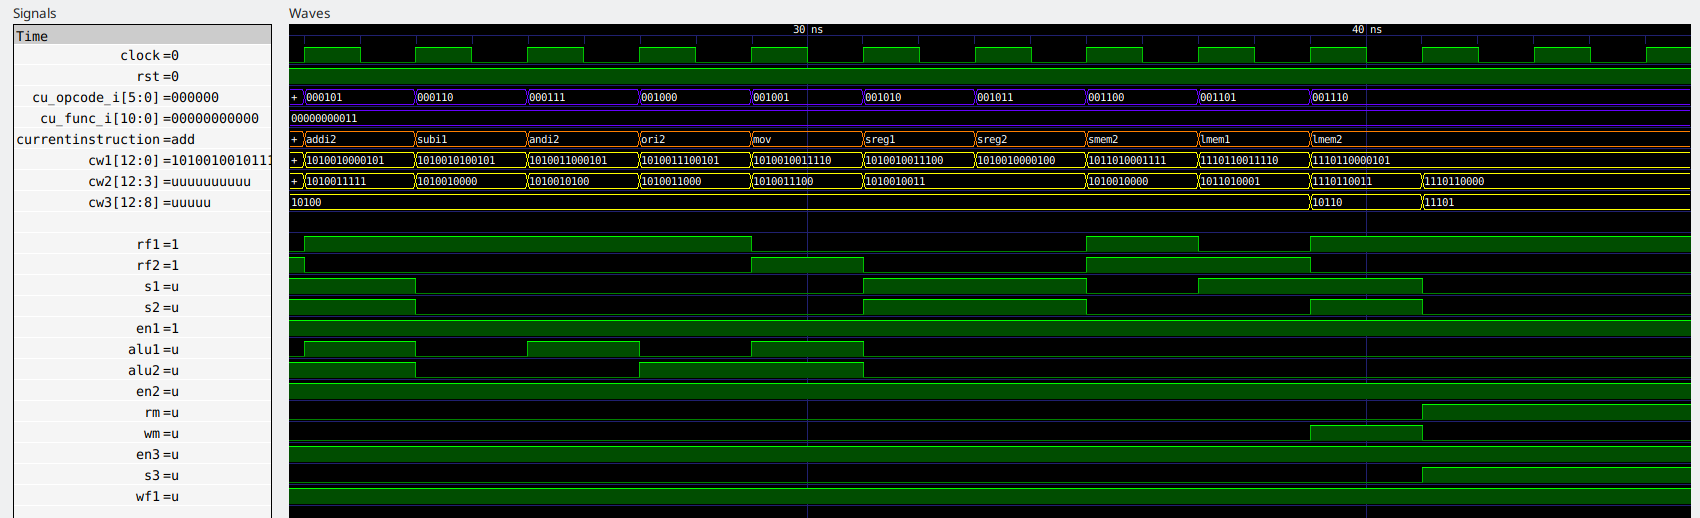 Signals Waves
Time 30 ns 40 ns
clock=0
rst=0
cu_opcode_i[5:0]=000000 + 000101 000110 000111 001000 001001 001010 001011 001100 001101 001110
cu_func_i[10:0]=00000000000 00000000011
currentinstruction=add + addi2 subi1 andi2 ori2 mov sreg1 sreg2 smem2 lmem1 lmem2
cw1[12:0]=1010010010111 + 1010010000101 1010010100101 1010011000101 1010011100101 1010010011110 1010010011100 1010010000100 1011010001111 1110110011110 1110110000101
cw2[12:3]=uuuuuuuuuu + 1010011111 1010010000 1010010100 1010011000 1010011100 1010010011 1010010000 1011010001 1110110011 1110110000
cw3[12:8]=uuuuu 10100 10110 11101
rf1=1
rf2=1
s1=u
s2=u
en1=1
alu1=u
alu2=u
en2=u
rm=u
wm=u
en3=u
s3=u
wf1=u